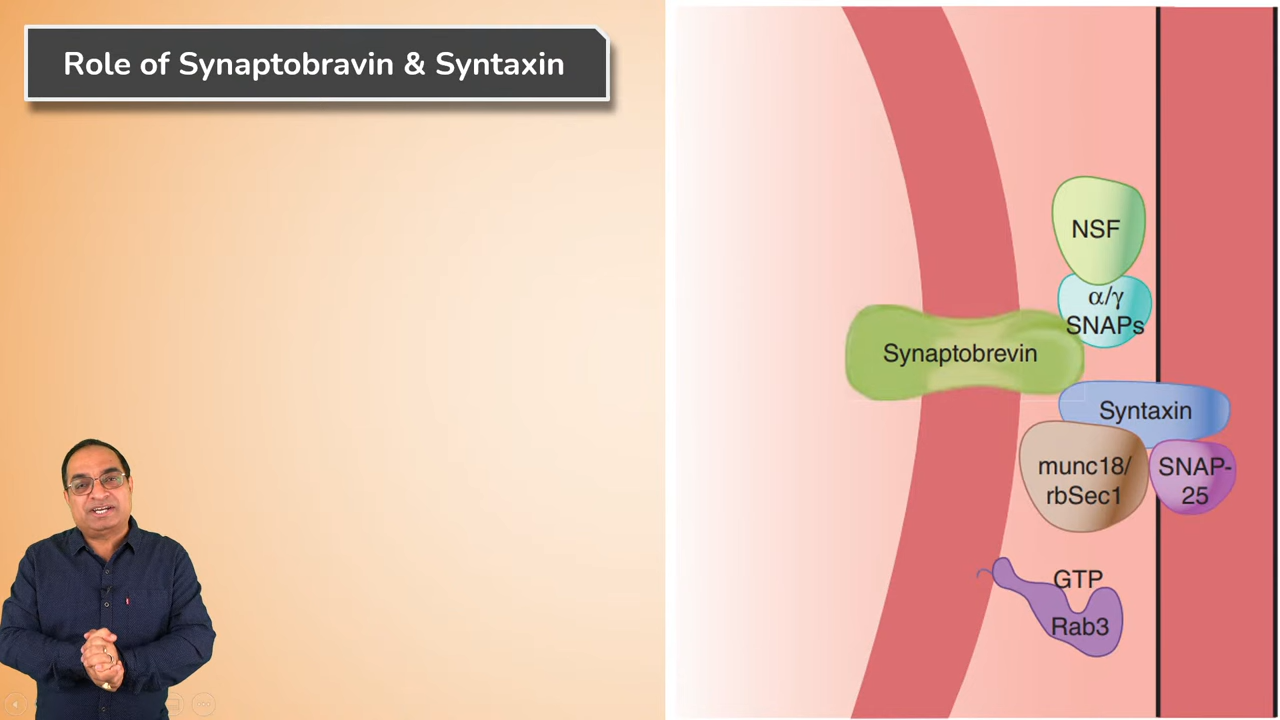 Role of Synaptobravin & Syntaxin
NSF
α/γ
SNAPs
Synaptobrevin
Syntaxin
munc18/
rbSec1
SNAP-
25
GTP
Rab3